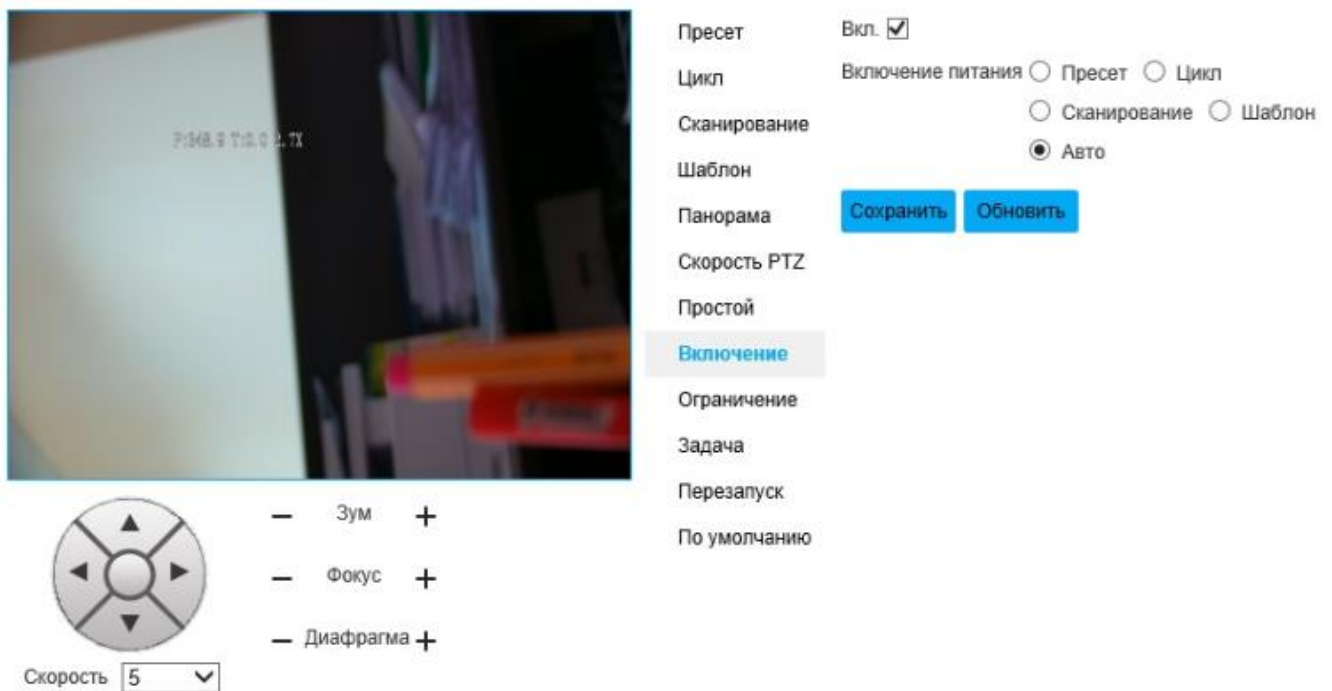 Пресет
Цикл
Сканирование
Шаблон
Панорама
Скорость PTZ
Простой
Включение
Ограничение
Задача
Перезапуск
По умолчанию
Вкл.
Включение питания Пресет Цикл
Сканирование Шаблон
Авто
Сохранить Обновить
Зум
Фокус
Диафрагма
Скорость 5